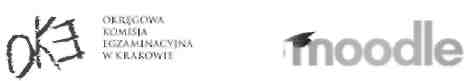 OKE
OKRĘGOWA
KOMISJA
EGZAMINACYJNA
W KRAKOWIE
moodle